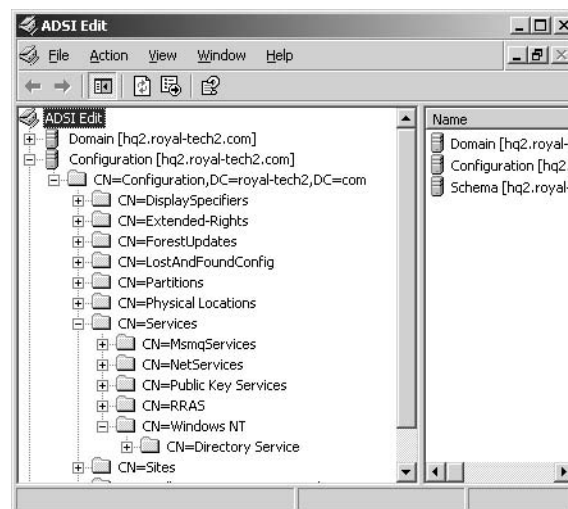 ADSI Edit
File Action View Window Help
ADSI Edit
Domain [hq2.royal-tech2.com]
Configuration [hq2.royal-tech2.com]
CN=Configuration,DC=royal-tech2,DC=com
CN=DisplaySpecifiers
CN=Extended-Rights
CN=ForestUpdates
CN=LostAndFoundConfig
CN=Partitions
CN=Physical Locations
CN=Services
CN=MsmqServices
CN=NetServices
CN=Public Key Services
CN=RRAS
CN=Windows NT
CN=Directory Service
CN=Sites
Name
Domain [hq2.royal-
Configuration [hq2.
Schema [hq2.royal-